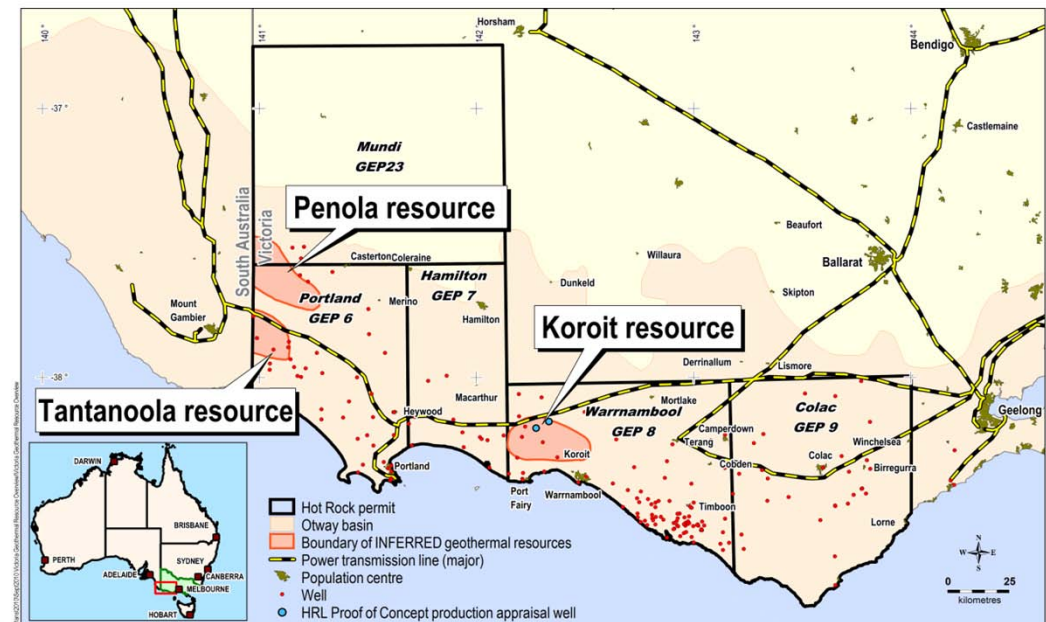 140
141
142
143
144
Horsham
Bendigo
-37 °
Castlemaine
Mundi
GEP23
South Australia
Victoria
Penola resource
Beaufort
Casterton
Coleraine
Willaura
Ballarat
Hamilton
GEP 7
Dunkeld
Portland
GEP 6
Merino
Skipton
Mount
Gambier
Hamilton
Koroit resource
Derrinallum
Lismore
-38 °
Tantanoola resource
Macarthur
Mortlake
Heywood
Warrnambool
GEP 8
Colac
GEP 9
Geelong
Camperdown
Terang
Winchelsea
Koroit
Cobden
Colac
Birregurra
Portland
Port
Fairy
Warrnambool
Timboon
Lorne
DARWIN
BRISBANE
PERTH
SYDNEY
ADELAIDE
CANBERRA
MELBOURNE
HOBART
Hot Rock permit
Otway basin
Boundary of INFERRED geothermal resources
Power transmission line (major)
Population centre
Well
HRL Proof of Concept production appraisal well
N
W
E
S
0
25
kilometres